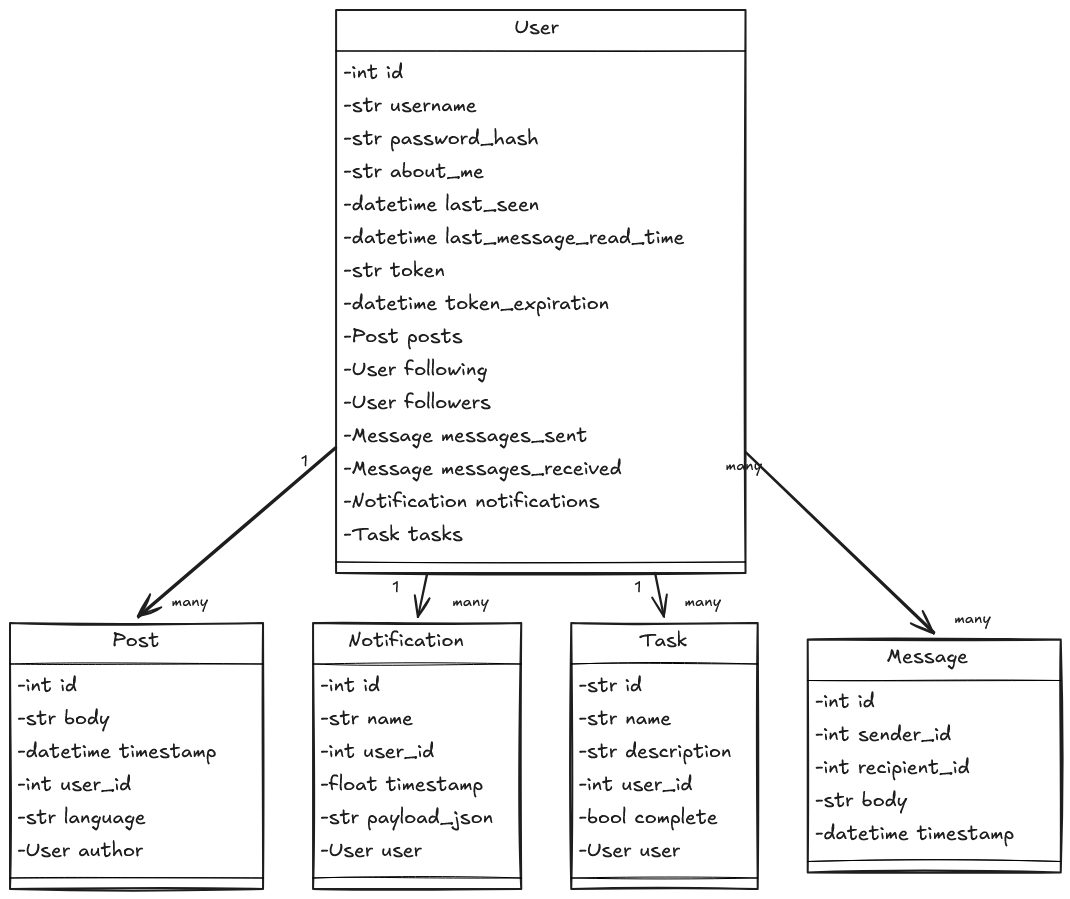 User
-int id
-str username
-str password_hash
-str about_me
-datetime last_seen
-datetime last_message_read_time
-str token
-datetime token_expiration
-Post posts
-User following
-User followers
-Message messages_sent
-Message messages_received
-Notification notifications
-Task tasks
1
many
1
many
1
many
many
many
Post
-int id
-str body
-datetime timestamp
-int user_id
-str language
-User author
Notification
-int id
-str name
-int user_id
-float timestamp
-str payload_json
-User user
Task
-str id
-str name
-str description
-int user_id
-bool complete
-User user
Message
-int id
-int sender_id
-int recipient_id
-str body
-datetime timestamp